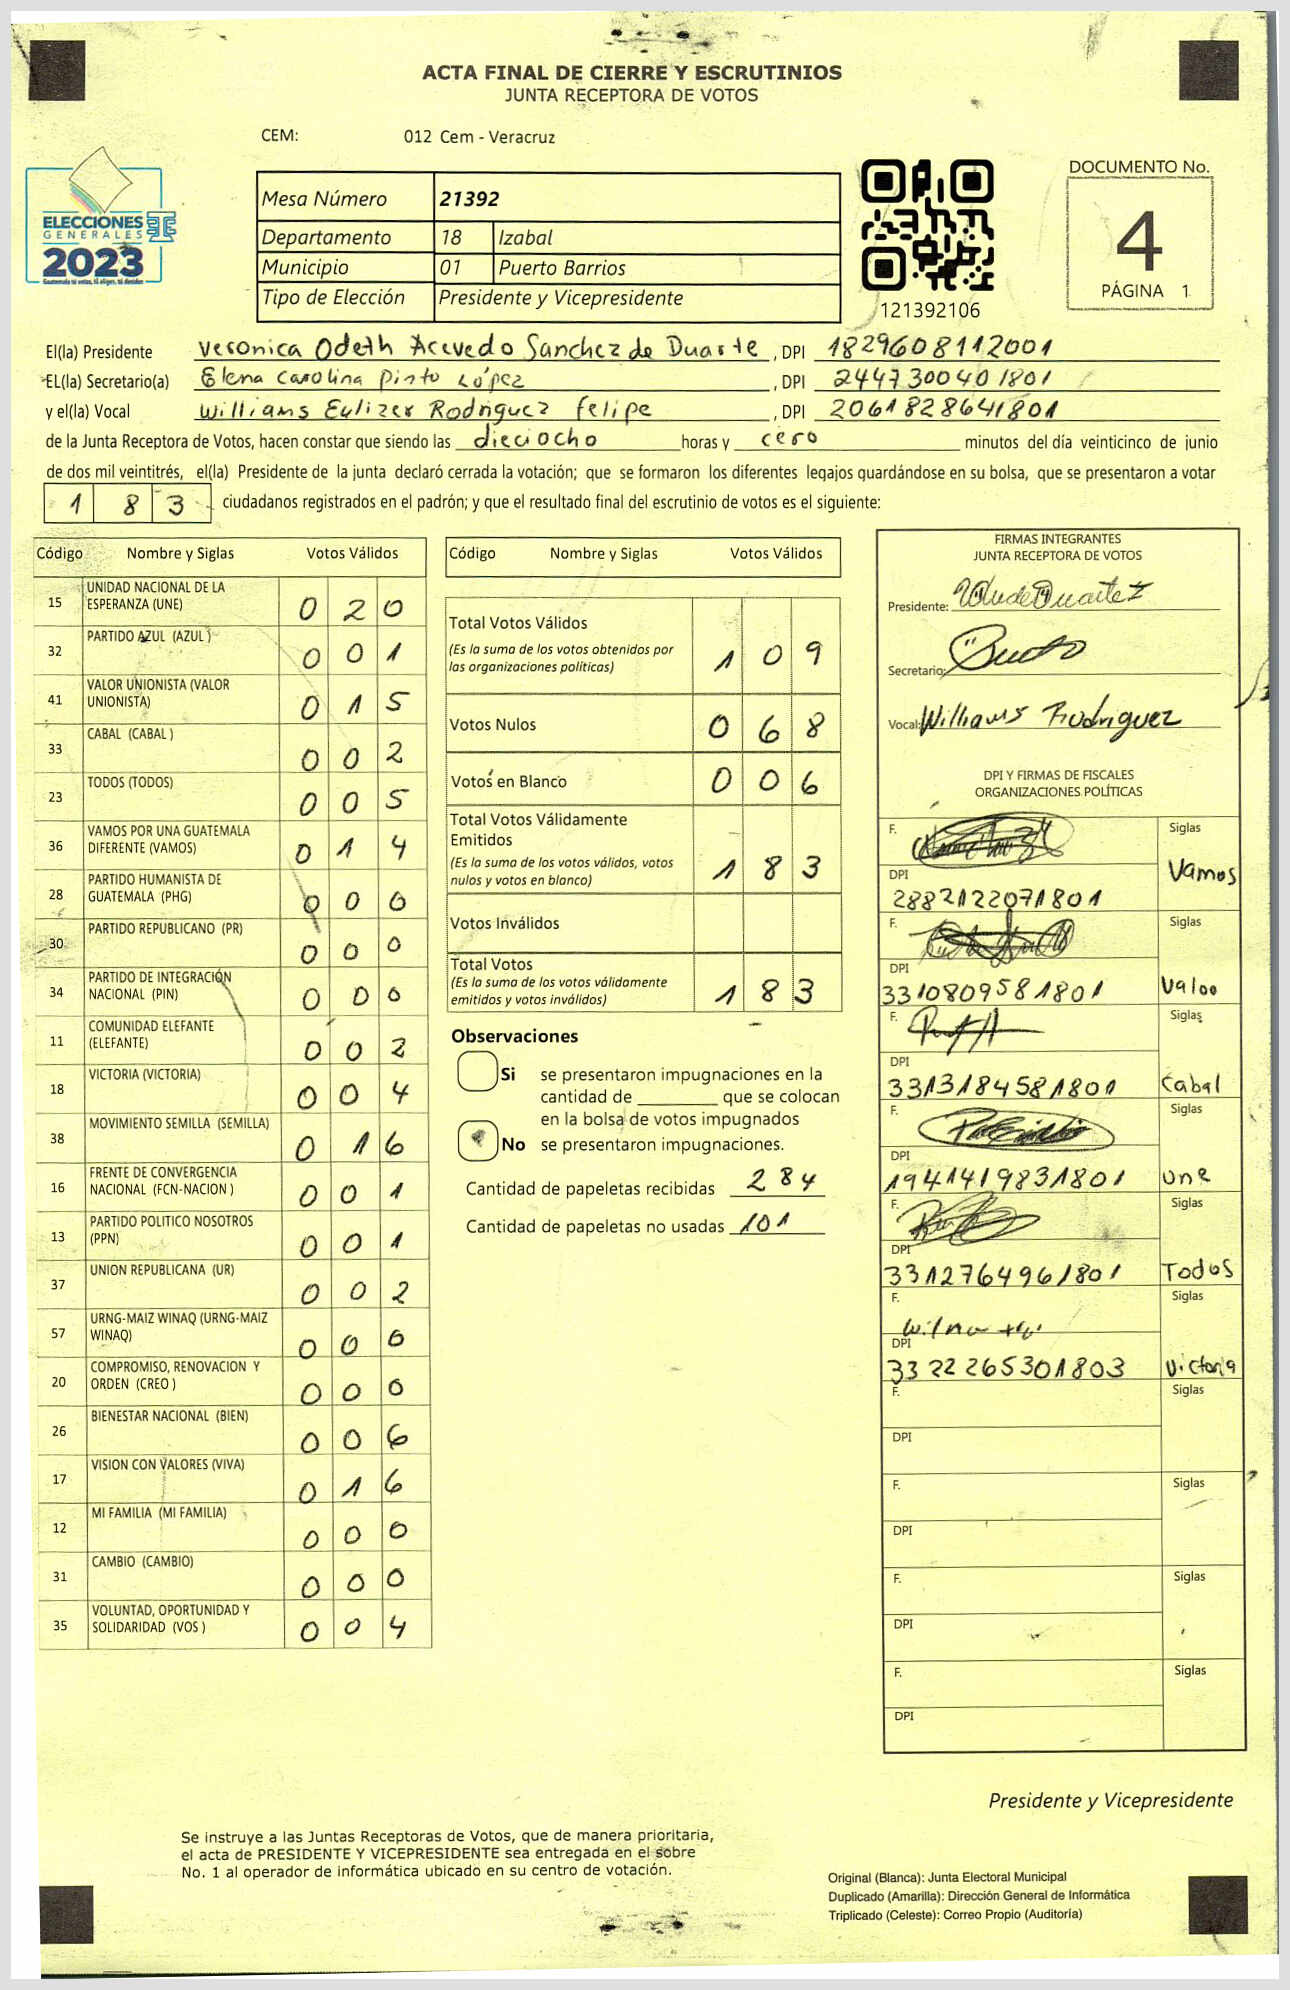 ACTA FINAL DE CIERRE Y ESCRUTINIOS
JUNTA RECEPTORA DE VOTOS
CEM: 012 Cem - Veracruz
ELECCIONES
GENERALES
2023
Guatemala tú votas, tú eliges, tú decides
Mesa Número 21392
Departamento 18 Izabal
Municipio 01 Puerto Barrios
Tipo de Elección Presidente y Vicepresidente
121392106
DOCUMENTO No.
4
PÁGINA 1
El(la) Presidente Veronica Odeth Acevedo Sanchez de Duarte , DPI 1829608112001
EL(la) Secretario(a) Elena Carolina Pinto López , DPI 2447300401801
y el(la) Vocal Williams Eulizer Rodriguez Felipe , DPI 2061828641801
de la Junta Receptora de Votos, hacen constar que siendo las dieciocho horas y cero minutos del día veinticinco de junio
de dos mil veintitrés, el(la) Presidente de la junta declaró cerrada la votación; que se formaron los diferentes legajos guardándose en su bolsa, que se presentaron a votar
1 8 3 ciudadanos registrados en el padrón; y que el resultado final del escrutinio de votos es el siguiente:
Código Nombre y Siglas Votos Válidos
15 UNIDAD NACIONAL DE LA
ESPERANZA (UNE) 0 2 0
32 PARTIDO AZUL (AZUL ) 0 0 1
41 VALOR UNIONISTA (VALOR
UNIONISTA) 0 1 5
33 CABAL (CABAL ) 0 0 2
23 TODOS (TODOS) 0 0 5
36 VAMOS POR UNA GUATEMALA
DIFERENTE (VAMOS) 0 1 4
28 PARTIDO HUMANISTA DE
GUATEMALA (PHG) 0 0 0
30 PARTIDO REPUBLICANO (PR) 0 0 0
34 PARTIDO DE INTEGRACIÓN
NACIONAL (PIN) 0 0 0
11 COMUNIDAD ELEFANTE
(ELEFANTE) 0 0 2
18 VICTORIA (VICTORIA) 0 0 4
38 MOVIMIENTO SEMILLA (SEMILLA) 0 1 6
16 FRENTE DE CONVERGENCIA
NACIONAL (FCN-NACION ) 0 0 1
13 PARTIDO POLITICO NOSOTROS
(PPN) 0 0 1
37 UNION REPUBLICANA (UR) 0 0 2
57 URNG-MAIZ WINAQ (URNG-MAIZ
WINAQ) 0 0 0
20 COMPROMISO, RENOVACION Y
ORDEN (CREO ) 0 0 0
26 BIENESTAR NACIONAL (BIEN) 0 0 6
17 VISION CON VALORES (VIVA) 0 1 6
12 MI FAMILIA (MI FAMILIA) 0 0 0
31 CAMBIO (CAMBIO) 0 0 0
35 VOLUNTAD, OPORTUNIDAD Y
SOLIDARIDAD (VOS ) 0 0 4
Código Nombre y Siglas Votos Válidos
Total Votos Válidos
(Es la suma de los votos obtenidos por
las organizaciones políticas) 1 0 9
Votos Nulos 0 6 8
Votos en Blanco 0 0 6
Total Votos Válidamente
Emitidos
(Es la suma de los votos válidos, votos
nulos y votos en blanco) 1 8 3
Votos Inválidos
Total Votos
(Es la suma de los votos válidamente
emitidos y votos inválidos) 1 8 3
Observaciones
Si se presentaron impugnaciones en la
cantidad de ________ que se colocan
en la bolsa de votos impugnados
No se presentaron impugnaciones.
Cantidad de papeletas recibidas 284
Cantidad de papeletas no usadas 101
FIRMAS INTEGRANTES
JUNTA RECEPTORA DE VOTOS
Presidente:
Secretario:
Vocal: Williams Rodriguez
DPI Y FIRMAS DE FISCALES
ORGANIZACIONES POLÍTICAS
F. Siglas
DPI Vamos
2882122071801
F. Siglas
DPI
3310809581801 Valoo
F. Siglas
DPI
3313184581801 Cabal
F. Siglas
DPI
1941419831801 une
F. Siglas
DPI
3312764961801 Todos
F. Siglas
DPI
3322265301803 Victoria
F. Siglas
DPI
F. Siglas
DPI
F. Siglas
DPI
F. Siglas
DPI
Presidente y Vicepresidente
Se instruye a las Juntas Receptoras de Votos, que de manera prioritaria,
el acta de PRESIDENTE Y VICEPRESIDENTE sea entregada en el sobre
No. 1 al operador de informática ubicado en su centro de votación.
Original (Blanca): Junta Electoral Municipal
Duplicado (Amarilla): Dirección General de Informática
Triplicado (Celeste): Correo Propio (Auditoría)